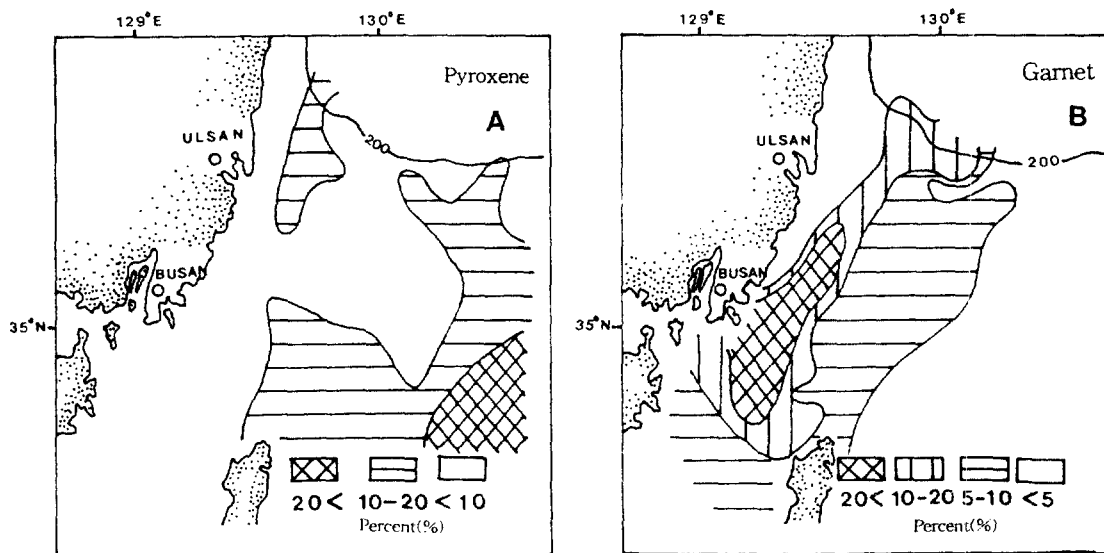 129°E 130°E
Pyroxene
A
ULSAN
200
BUSAN
35°N
20< 10-20 <10
Percent(%)
129°E 130°E
Garnet
B
ULSAN
200
BUSAN
35°N
20< 10-20 5-10 <5
Percent(%)